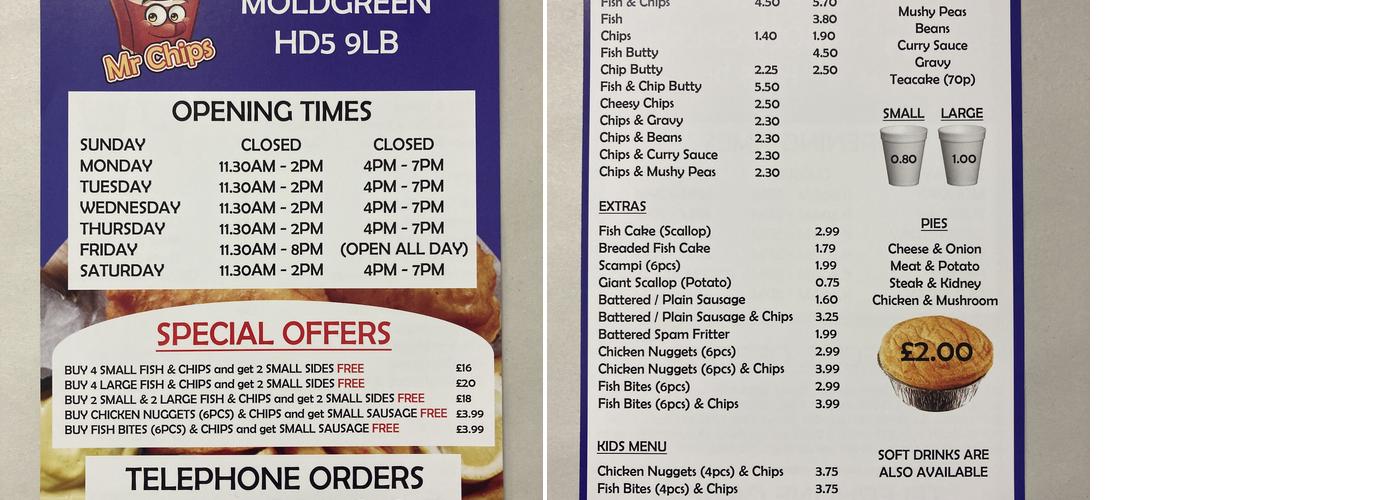 MOLDGREEN
HD5 9LB
Mr Chips
OPENING TIMES
SUNDAY CLOSED CLOSED
MONDAY 11.30AM - 2PM 4PM - 7PM
TUESDAY 11.30AM - 2PM 4PM - 7PM
WEDNESDAY 11.30AM - 2PM 4PM - 7PM
THURSDAY 11.30AM - 2PM 4PM - 7PM
FRIDAY 11.30AM - 8PM (OPEN ALL DAY)
SATURDAY 11.30AM - 2PM 4PM - 7PM
SPECIAL OFFERS
BUY 4 SMALL FISH & CHIPS and get 2 SMALL SIDES FREE £16
BUY 4 LARGE FISH & CHIPS and get 2 SMALL SIDES FREE £20
BUY 2 SMALL & 2 LARGE FISH & CHIPS and get 2 SMALL SIDES FREE £18
BUY CHICKEN NUGGETS (6PCS) & CHIPS and get SMALL SAUSAGE FREE £3.99
BUY FISH BITES (6PCS) & CHIPS and get SMALL SAUSAGE FREE £3.99
TELEPHONE ORDERS
Fish & Chips 4.50 5.70
Fish 3.80
Chips 1.40 1.90
Fish Butty 4.50
Chip Butty 2.25 2.50
Fish & Chip Butty 5.50
Cheesy Chips 2.50
Chips & Gravy 2.30
Chips & Beans 2.30
Chips & Curry Sauce 2.30
Chips & Mushy Peas 2.30
EXTRAS
Fish Cake (Scallop) 2.99
Breaded Fish Cake 1.79
Scampi (6pcs) 1.99
Giant Scallop (Potato) 0.75
Battered / Plain Sausage 1.60
Battered / Plain Sausage & Chips 3.25
Battered Spam Fritter 1.99
Chicken Nuggets (6pcs) 2.99
Chicken Nuggets (6pcs) & Chips 3.99
Fish Bites (6pcs) 2.99
Fish Bites (6pcs) & Chips 3.99
KIDS MENU
Chicken Nuggets (4pcs) & Chips 3.75
Fish Bites (4pcs) & Chips 3.75
Mushy Peas
Beans
Curry Sauce
Gravy
Teacake (70p)
SMALL LARGE
0.80 1.00
PIES
Cheese & Onion
Meat & Potato
Steak & Kidney
Chicken & Mushroom
£2.00
SOFT DRINKS ARE
ALSO AVAILABLE